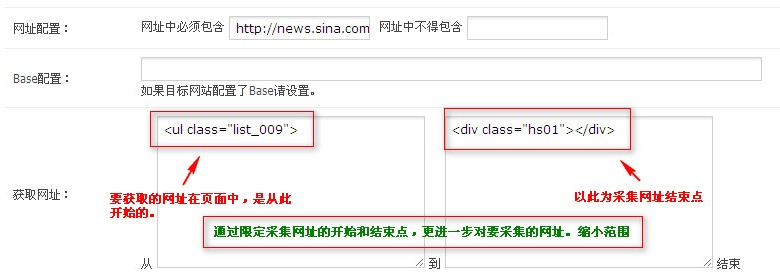 网址配置： 网址中必须包含 http://news.sina.com 网址中不得包含
Base配置：
如果目标网站配置了Base请设置。
<ul class="list_009"> <div class="hs01"></div>
获取网址：
要获取的网址在页面中，是从此
开始的。
以此为采集网址结束点
通过限定采集网址的开始和结束点，更进一步对要采集的网址。缩小范围
从 到 结束